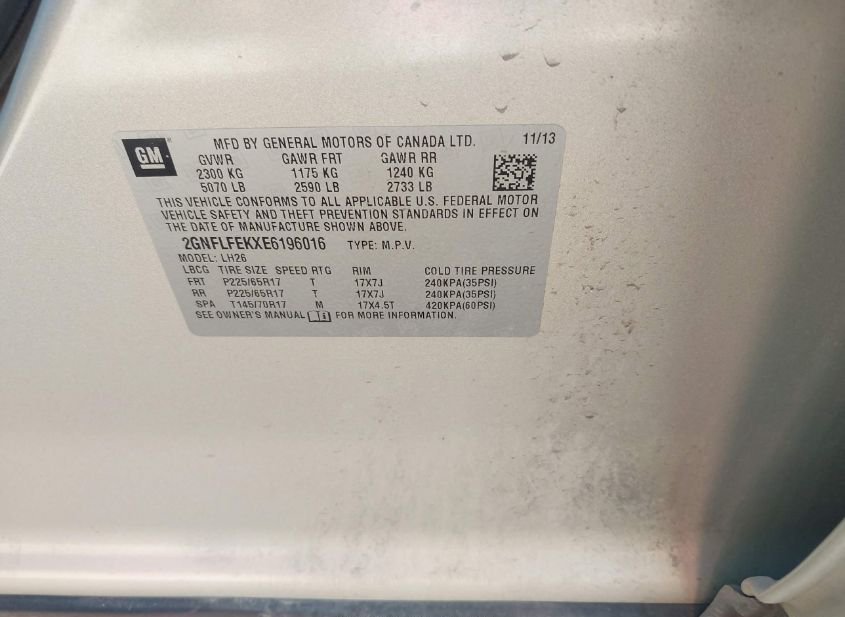 GM MFD BY GENERAL MOTORS OF CANADA LTD. 11/13
GVWR GAWR FRT GAWR RR
2300 KG 1175 KG 1240 KG
5070 LB 2590 LB 2733 LB
THIS VEHICLE CONFORMS TO ALL APPLICABLE U.S. FEDERAL MOTOR
VEHICLE SAFETY AND THEFT PREVENTION STANDARDS IN EFFECT ON
THE DATE OF MANUFACTURE SHOWN ABOVE.
2GNFLFEKXE6196016 TYPE: M.P.V.
MODEL: LH26
LBCG TIRE SIZE SPEED RTG RIM COLD TIRE PRESSURE
FRT P225/65R17 T 17X7J 240KPA(35PSI)
RR P225/65R17 T 17X7J 240KPA(35PSI)
SPA T145/70R17 M 17X4.5T 420KPA(60PSI)
SEE OWNER'S MANUAL FOR MORE INFORMATION.